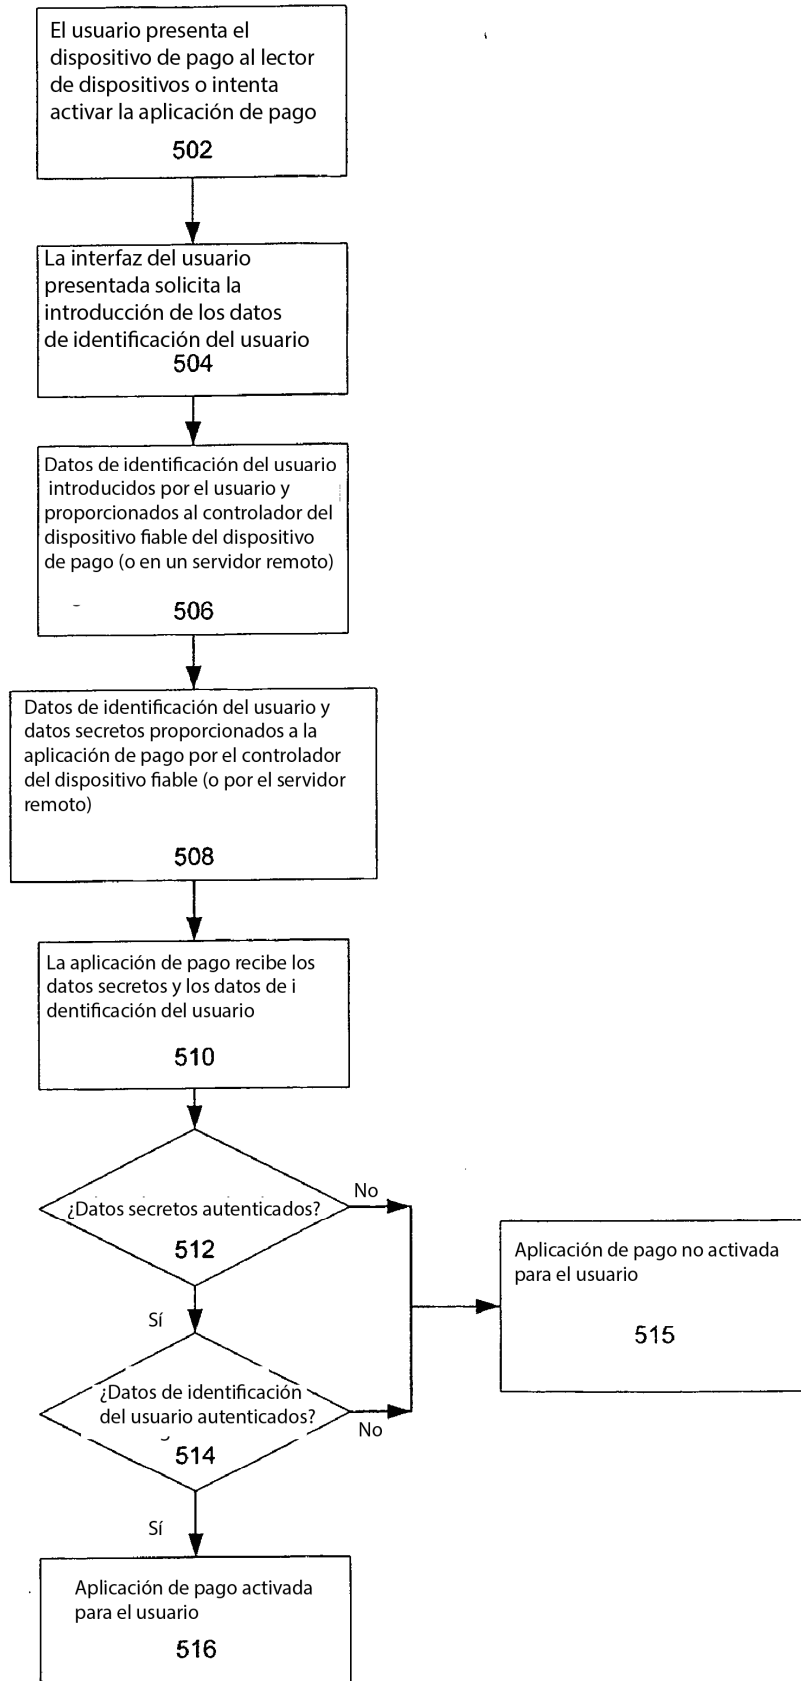 El usuario presenta el
dispositivo de pago al lector
de dispositivos o intenta
activar la aplicación de pago
502
La interfaz del usuario
presentada solicita la
introducción de los datos
de identificación del usuario
504
Datos de identificación del usuario
introducidos por el usuario y
proporcionados al controlador del
dispositivo fiable del dispositivo
de pago (o en un servidor remoto)
506
Datos de identificación del usuario y
datos secretos proporcionados a la
aplicación de pago por el controlador
del dispositivo fiable (o por el servidor
remoto)
508
La aplicación de pago recibe los
datos secretos y los datos de i
dentificación del usuario
510
No
¿Datos secretos autenticados?
512
Aplicación de pago no activada
para el usuario
515
Sí
¿Datos de identificación
del usuario autenticados?
No
514
Sí
Aplicación de pago activada
para el usuario
516